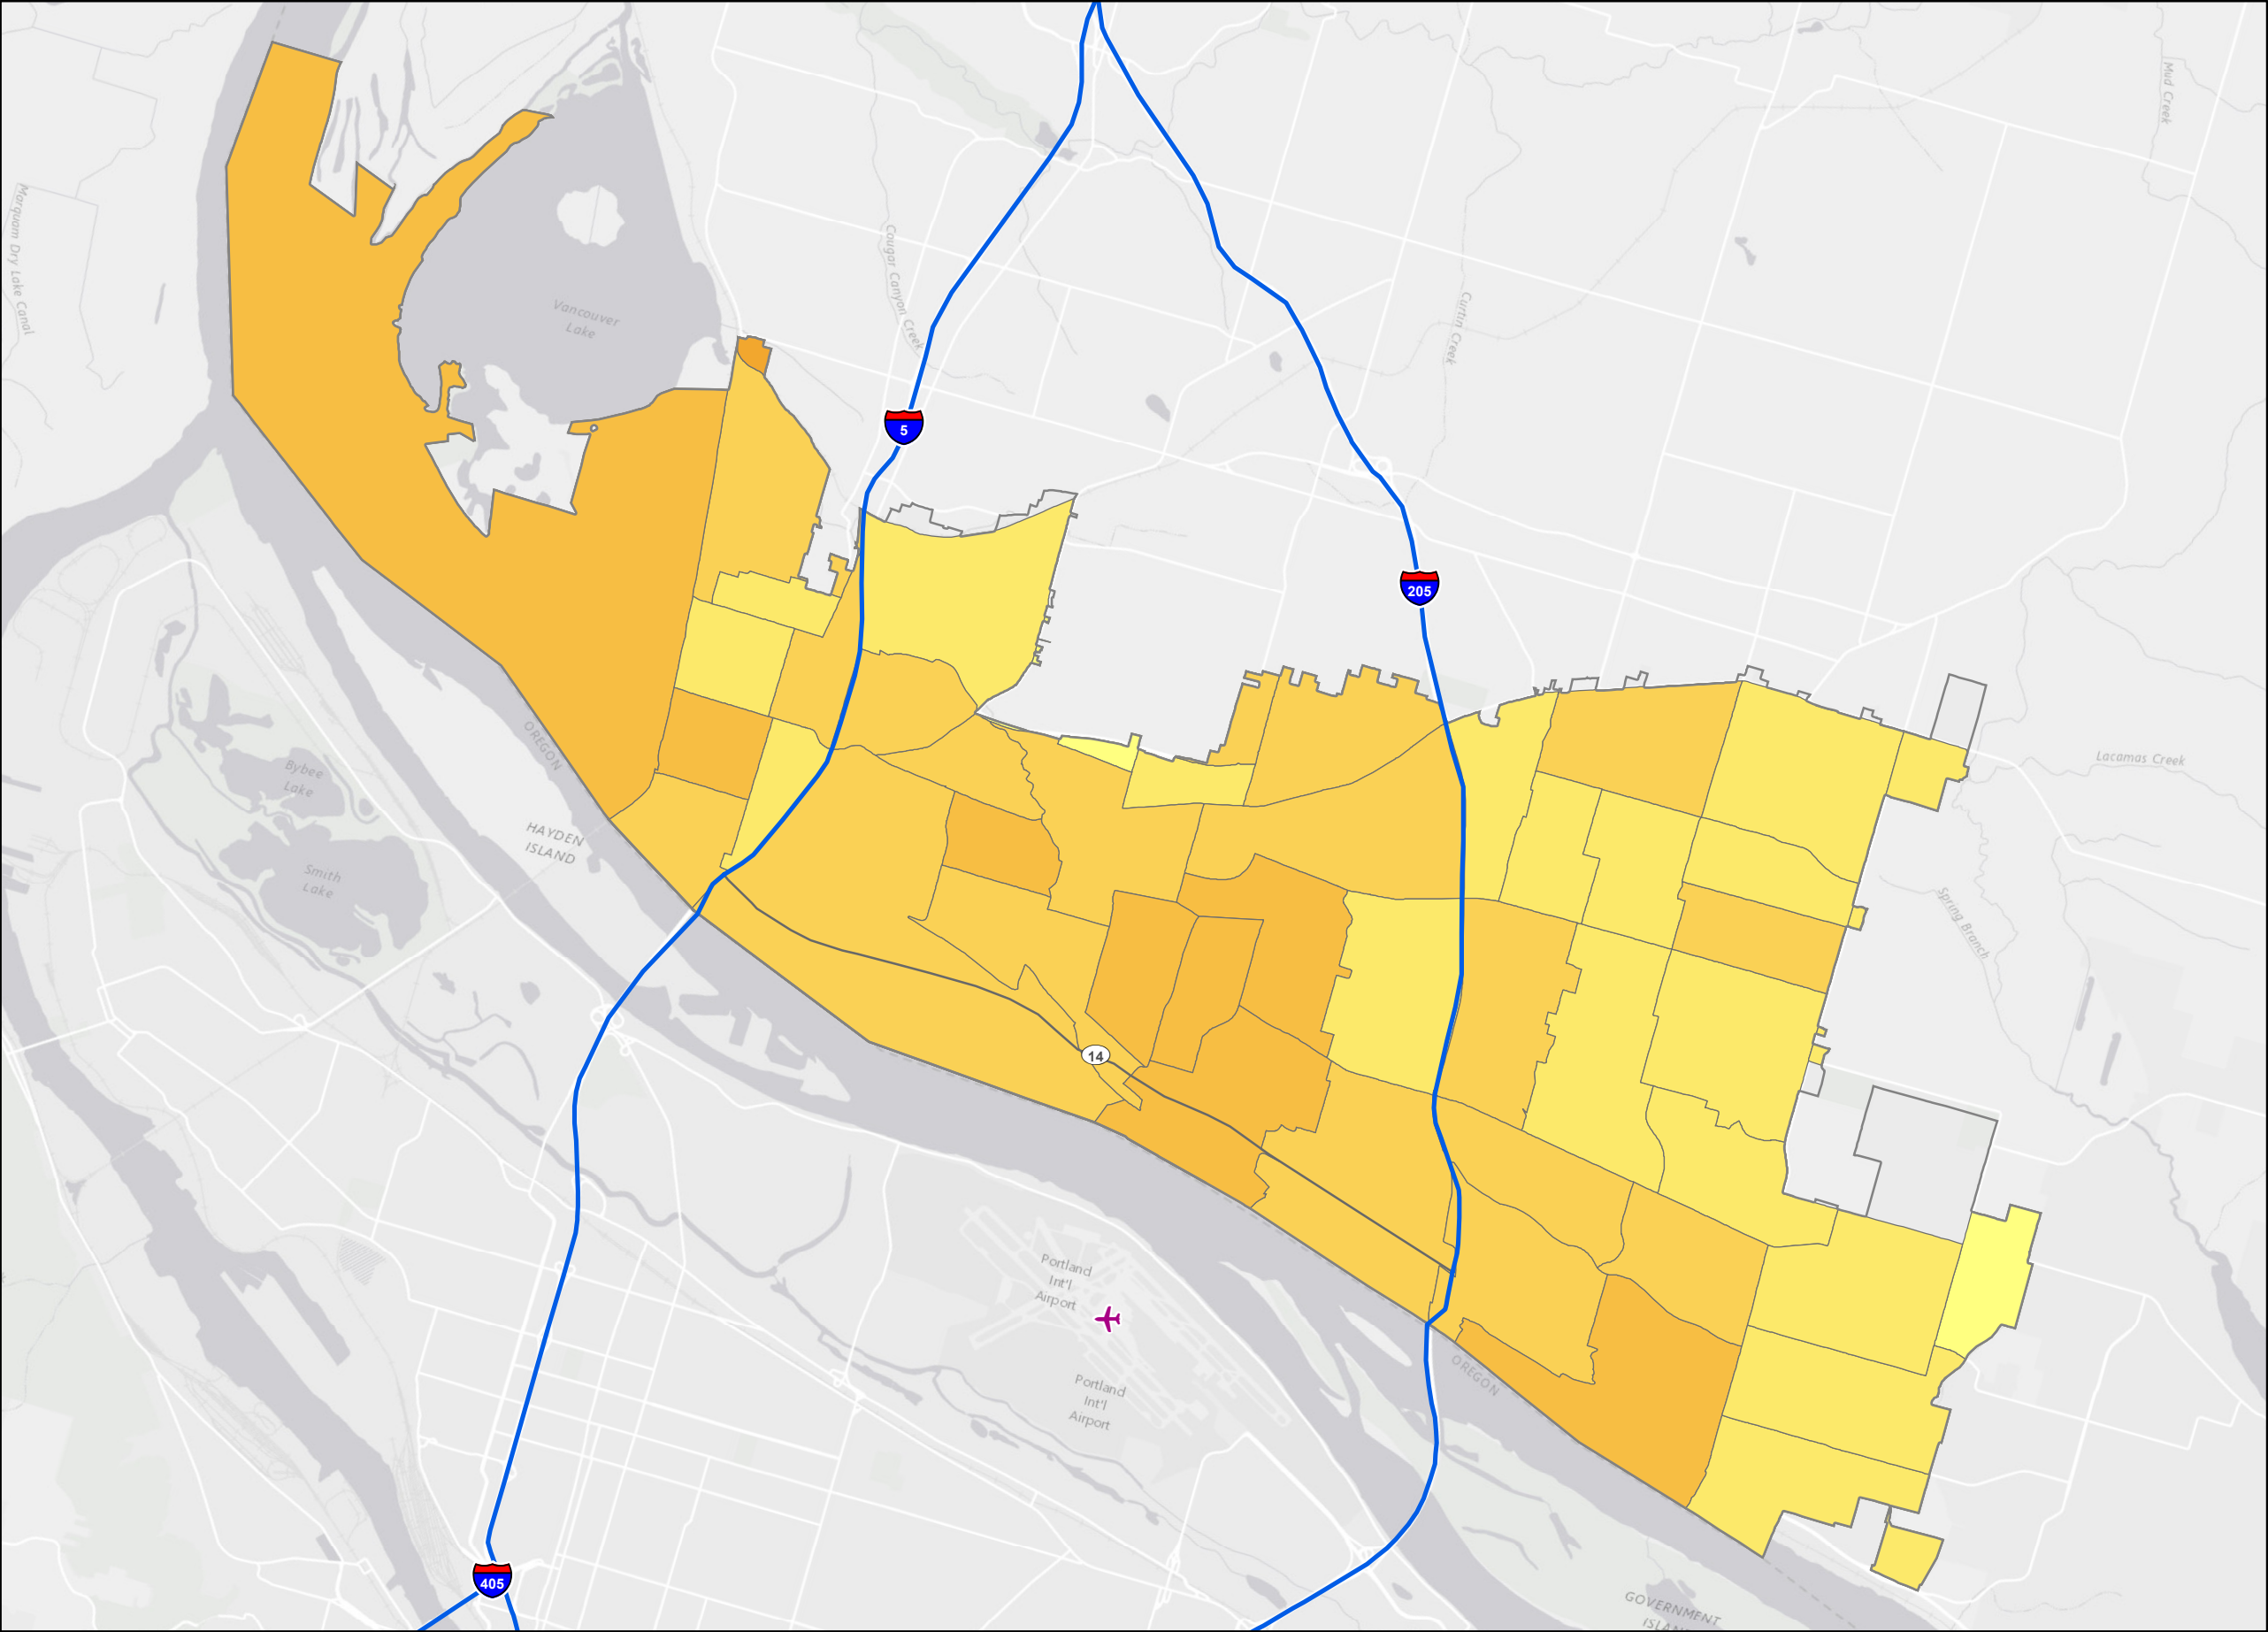 Mud Creek
Marquam Dry Lake Canal
Cougar Canyon Creek
Curtin Creek
Vancouver
Lake
5
205
OREGON
Bybee
Lake
HAYDEN
ISLAND
Smith
Lake
Lacamas Creek
Spring Branch
14
Portland
Int'l
Airport
Portland
Int'l
Airport
OREGON
405
GOVERNMENT